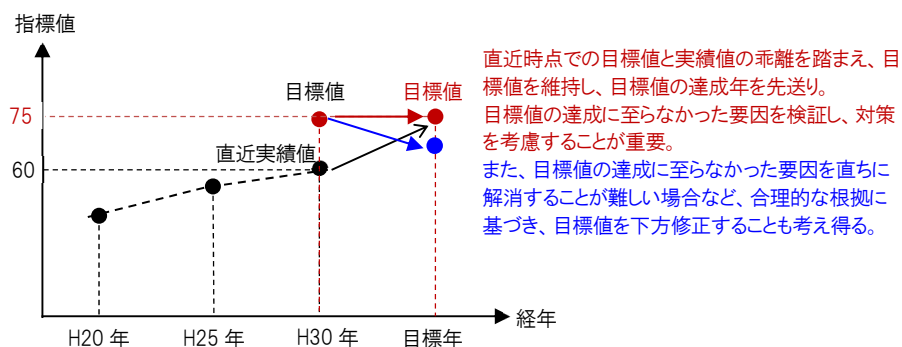 指標値
目標値
目標値
75
直近実績値
60
H20 年
H25 年
H30 年
目標年
経年
直近時点での目標値と実績値の乖離を踏まえ、目
標値を維持し、目標値の達成年を先送り。
目標値の達成に至らなかった要因を検証し、対策
を考慮することが重要。
また、目標値の達成に至らなかった要因を直ちに
解消することが難しい場合など、合理的な根拠に
基づき、目標値を下方修正することも考え得る。